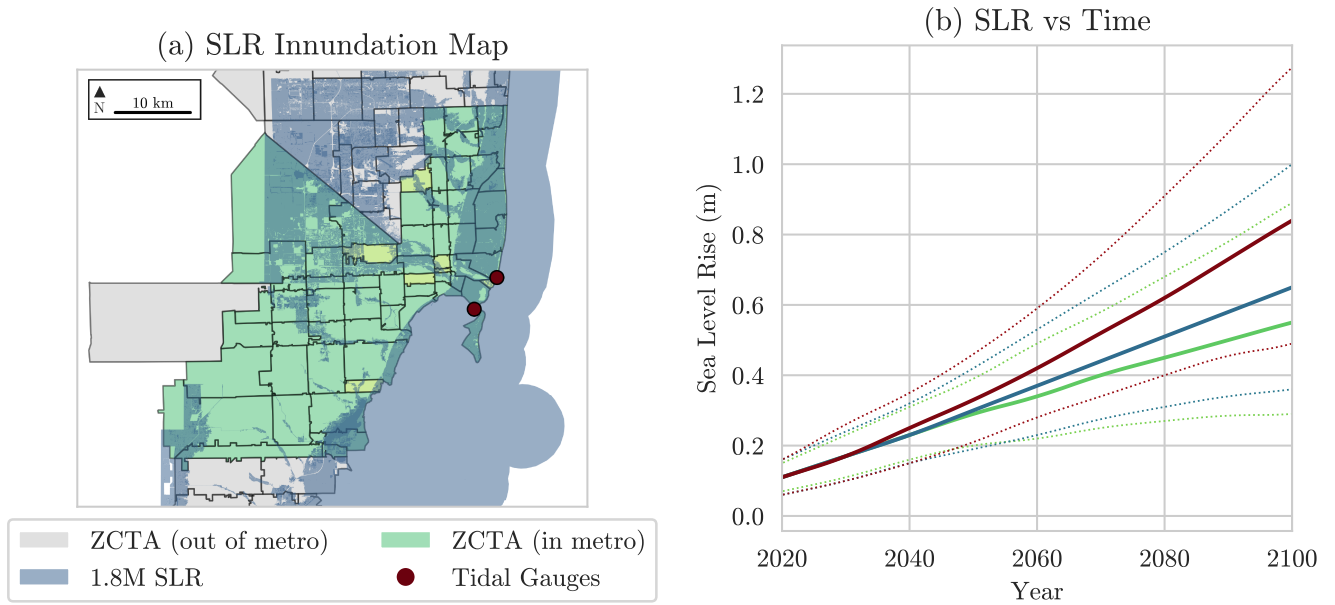 (a) SLR Innundation Map
▲
N
10 km
ZCTA (out of metro)
ZCTA (in metro)
1.8M SLR
Tidal Gauges
(b) SLR vs Time
Sea Level Rise (m)
1.2
1.0
0.8
0.6
0.4
0.2
0.0
2020 2040 2060 2080 2100
Year